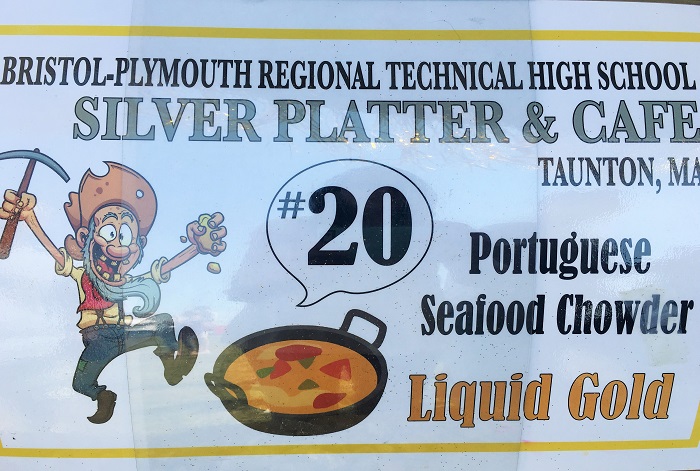 BRISTOL-PLYMOUTH REGIONAL TECHNICAL HIGH SCHOOL
SILVER PLATTER & CAFE
TAUNTON, MA
#20
Portuguese
Seafood Chowder
Liquid Gold